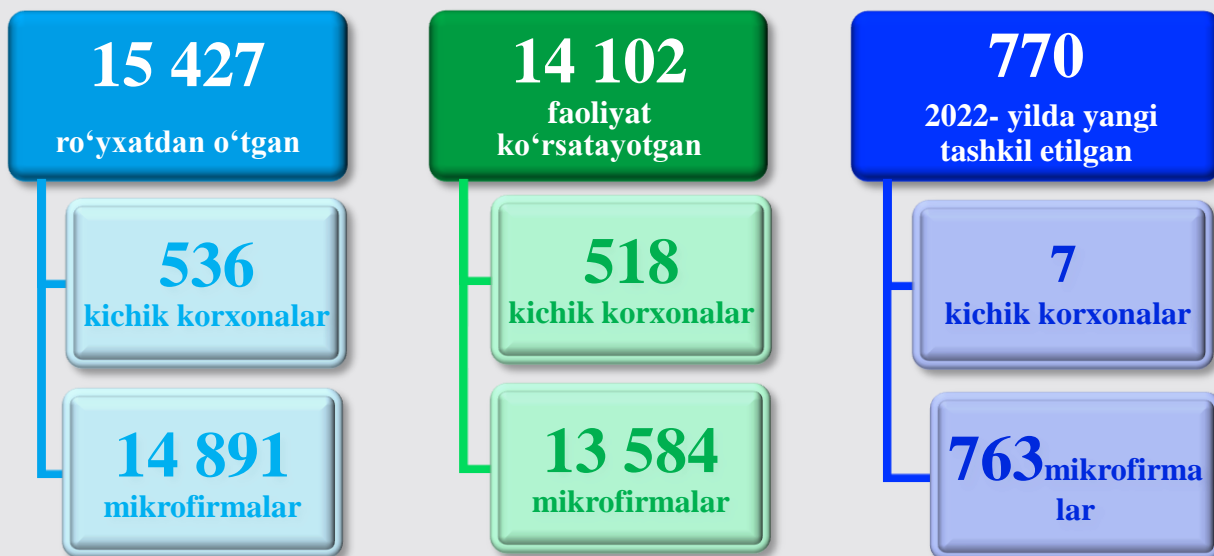 15 427
ro‘yxatdan o‘tgan
536
kichik korxonalar
14 891
mikrofirmalar
14 102
faoliyat
ko‘rsatayotgan
518
kichik korxonalar
13 584
mikrofirmalar
770
2022- yilda yangi
tashkil etilgan
7
kichik korxonalar
763mikrofirma
lar